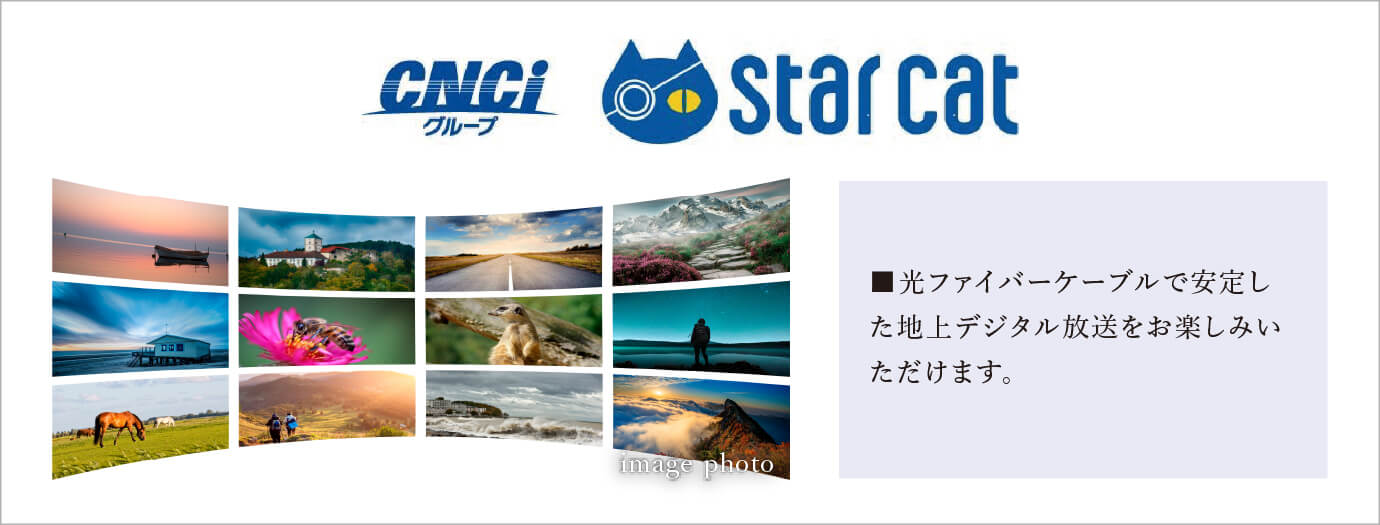 CNCi
グループ
star cat
■光ファイバーケーブルで安定し
た地上デジタル放送をお楽しみい
ただけます。
image photo